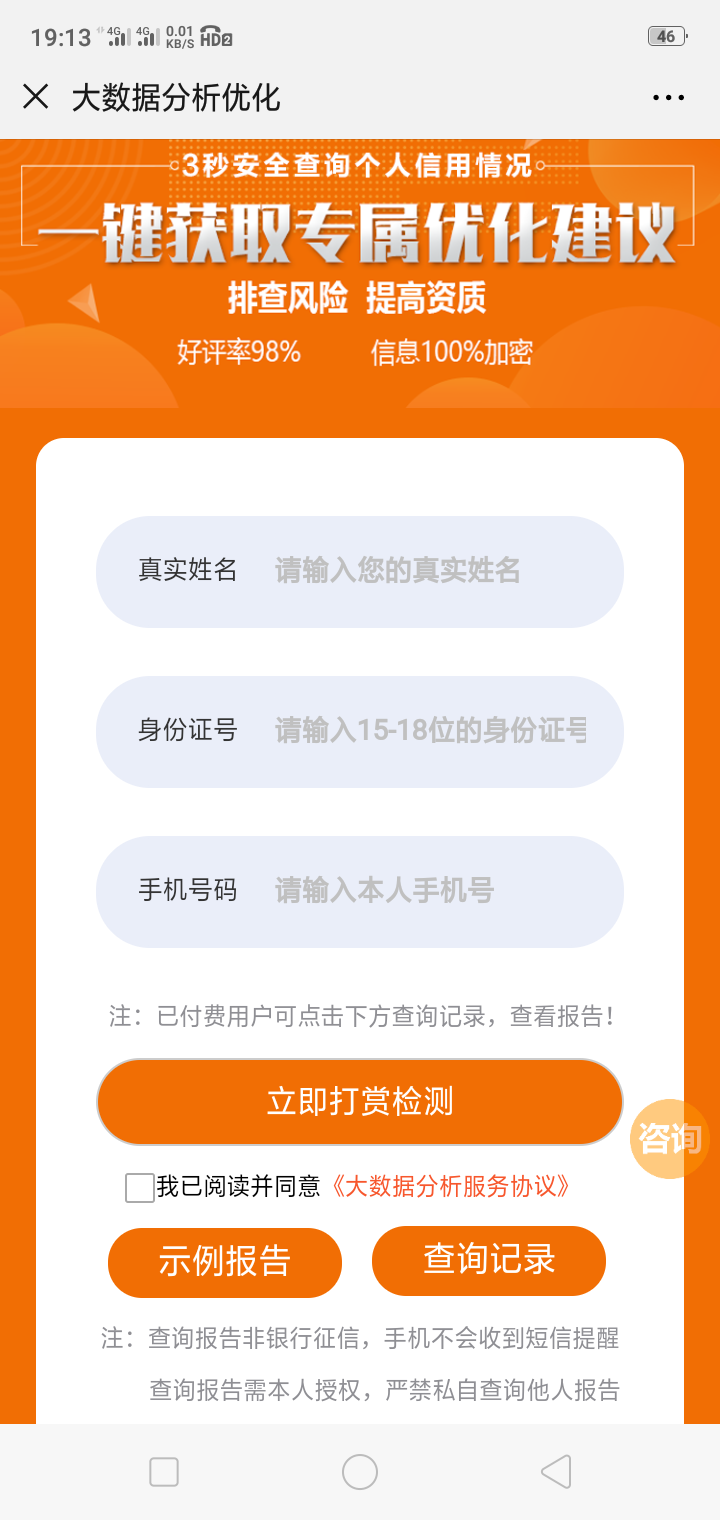 19:13 4G 4G 0.01 KB/S HD2 46
大数据分析优化
3秒安全查询个人信用情况
一键获取专属优化建议
排查风险 提高资质
好评率98% 信息100%加密
真实姓名 请输入您的真实姓名
身份证号 请输入15-18位的身份证号
手机号码 请输入本人手机号
注：已付费用户可点击下方查询记录，查看报告！
立即打赏检测
咨询
我已阅读并同意《大数据分析服务协议》
示例报告 查询记录
注：查询报告非银行征信，手机不会收到短信提醒
查询报告需本人授权，严禁私自查询他人报告